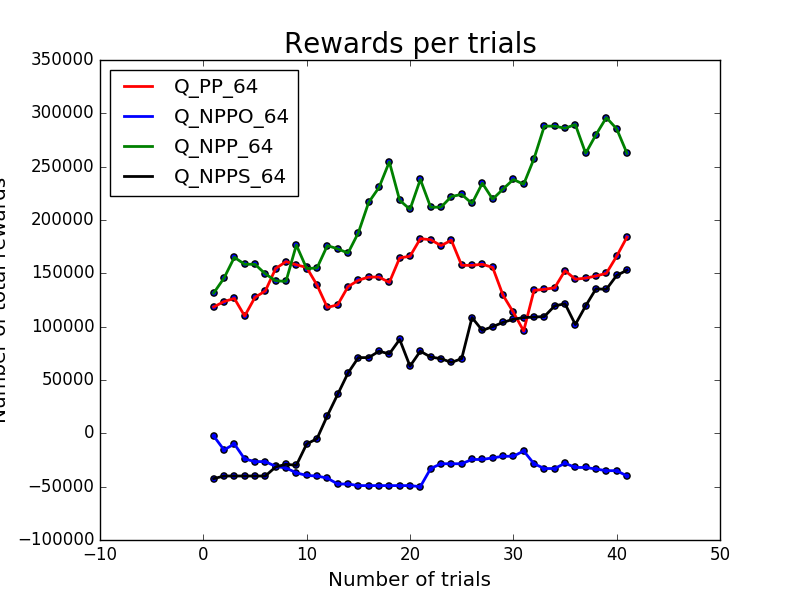 Rewards per trials
350000
300000
250000
200000
150000
100000
50000
0
−50000
−100000
Q_PP_64
Q_NPPO_64
Q_NPP_64
Q_NPPS_64
Number of total rewards
−10
0
10
20
30
40
50
Number of trials